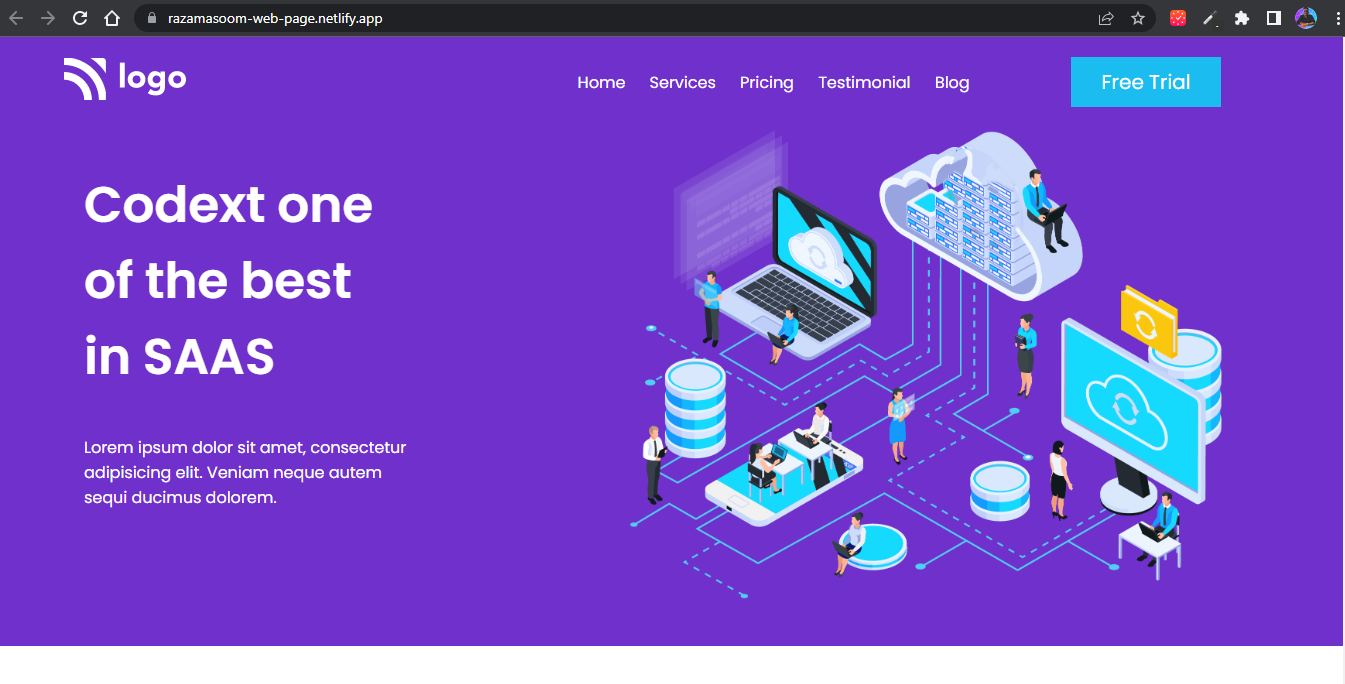 razamasoom-web-page.netlify.app
logo
Home Services Pricing Testimonial Blog
Free Trial
Codext one
of the best
in SAAS
Lorem ipsum dolor sit amet, consectetur
adipisicing elit. Veniam neque autem
sequi ducimus dolorem.